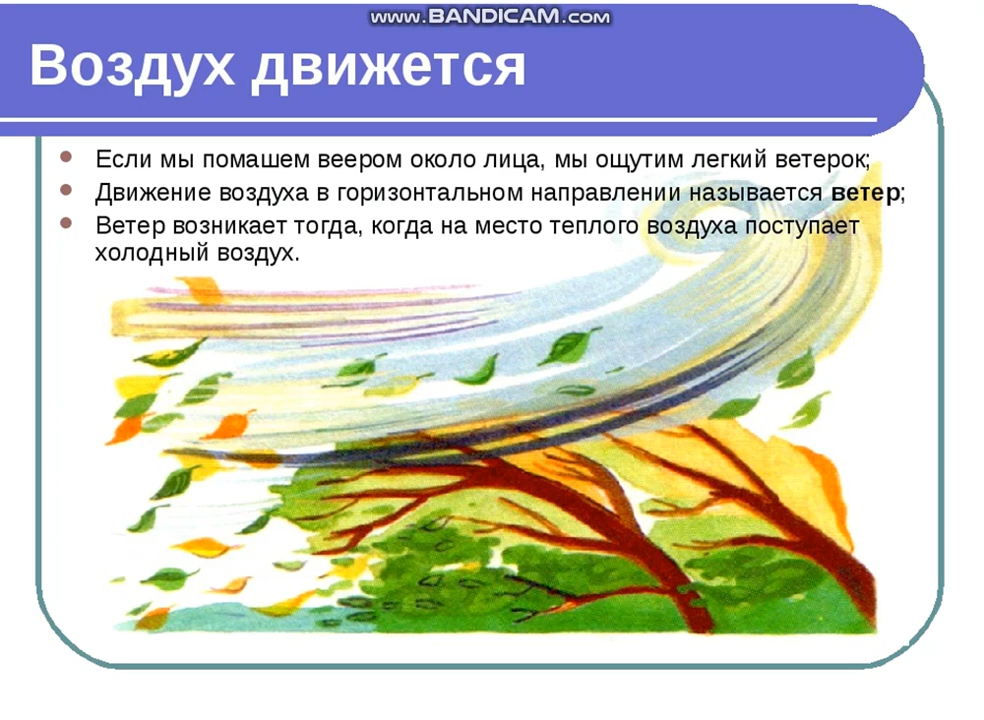 www.BANDICAM.com
Воздух движется
Если мы помашем веером около лица, мы ощутим легкий ветерок;
Движение воздуха в горизонтальном направлении называется ветер;
Ветер возникает тогда, когда на место теплого воздуха поступает
холодный воздух.